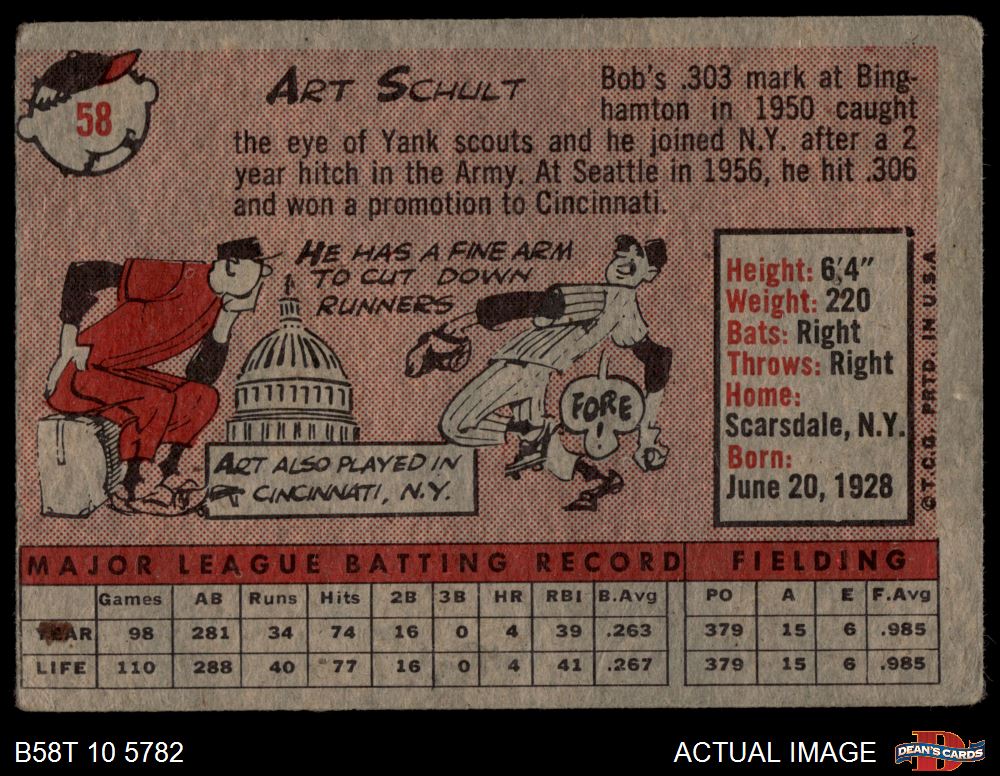 58
ART SCHULT
Bob's .303 mark at Bing-
hamton in 1950 caught
the eye of Yank scouts and he joined N.Y. after a 2
year hitch in the Army. At Seattle in 1956, he hit .306
and won a promotion to Cincinnati.
HE HAS A FINE ARM
TO CUT DOWN
RUNNERS
FORE
!
ART ALSO PLAYED IN
CINCINNATI, N.Y.
Height: 6'4"
Weight: 220
Bats: Right
Throws: Right
Home:
Scarsdale, N.Y.
Born:
June 20, 1928
© T.C.G. PRTD. IN U.S.A.
MAJOR LEAGUE BATTING RECORD FIELDING
Games AB Runs Hits 2B 3B HR RBI B.Avg PO A E F.Avg
YEAR 98 281 34 74 16 0 4 39 .263 379 15 6 .985
LIFE 110 288 40 77 16 0 4 41 .267 379 15 6 .985
B58T 10 5782 ACTUAL IMAGE DEAN'S CARDS